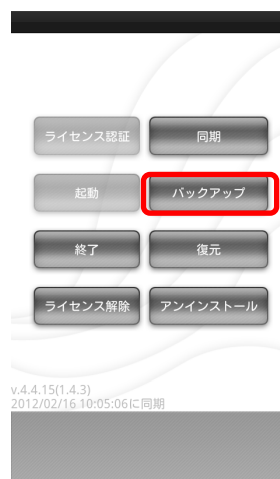 ライセンス認証 同期
起動 バックアップ
終了 復元
ライセンス解除 アンインストール
v.4.4.15(1.4.3)
2012/02/16 10:05:06に同期